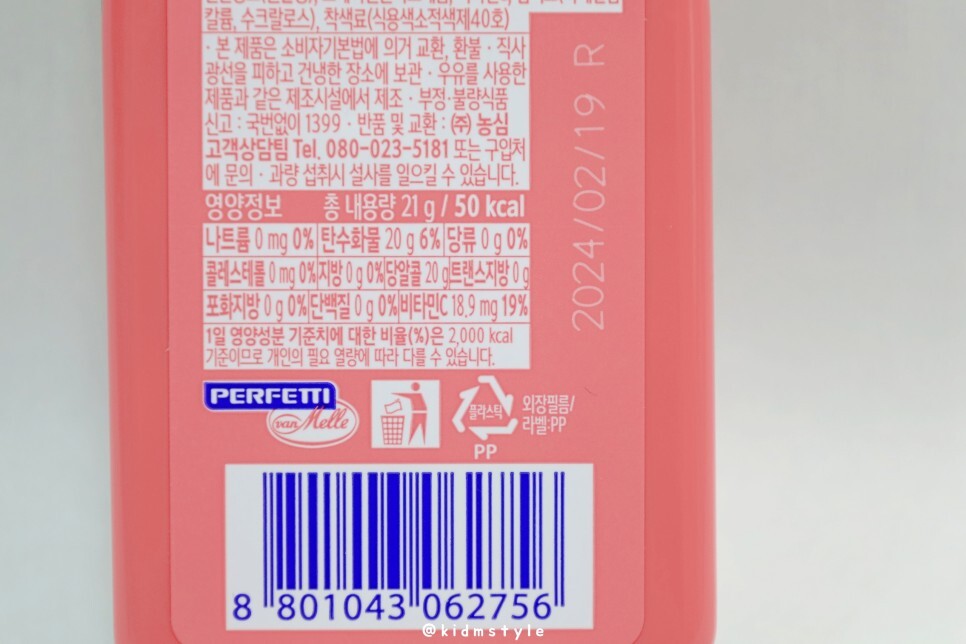 칼륨, 수크랄로스), 착색료(식용색소적색제40호)
· 본 제품은 소비자기본법에 의거 교환, 환불 · 직사
광선을 피하고 건냉한 장소에 보관 · 우유를 사용한
제품과 같은 제조시설에서 제조 · 부정·불량식품
신고 : 국번없이 1399 · 반품 및 교환 : ㈜ 농심
고객상담팀 Tel. 080-023-5181 또는 구입처
에 문의 · 과량 섭취시 설사를 일으킬 수 있습니다.
영양정보 총 내용량 21 g / 50 kcal
나트륨 0 mg 0% 탄수화물 20 g 6% 당류 0 g 0%
콜레스테롤 0 mg 0% 지방 0 g 0% 당알콜 20 g 트랜스지방 0 g
포화지방 0 g 0% 단백질 0 g 0% 비타민C 18.9 mg 19%
1일 영양성분 기준치에 대한 비율(%)은 2,000 kcal
기준이므로 개인의 필요 열량에 따라 다를 수 있습니다.
2024/02/19 R
PERFETTI
van Melle
플라스틱
PP
외장필름/
라벨:PP
8 801043 062756
@kidmstyle